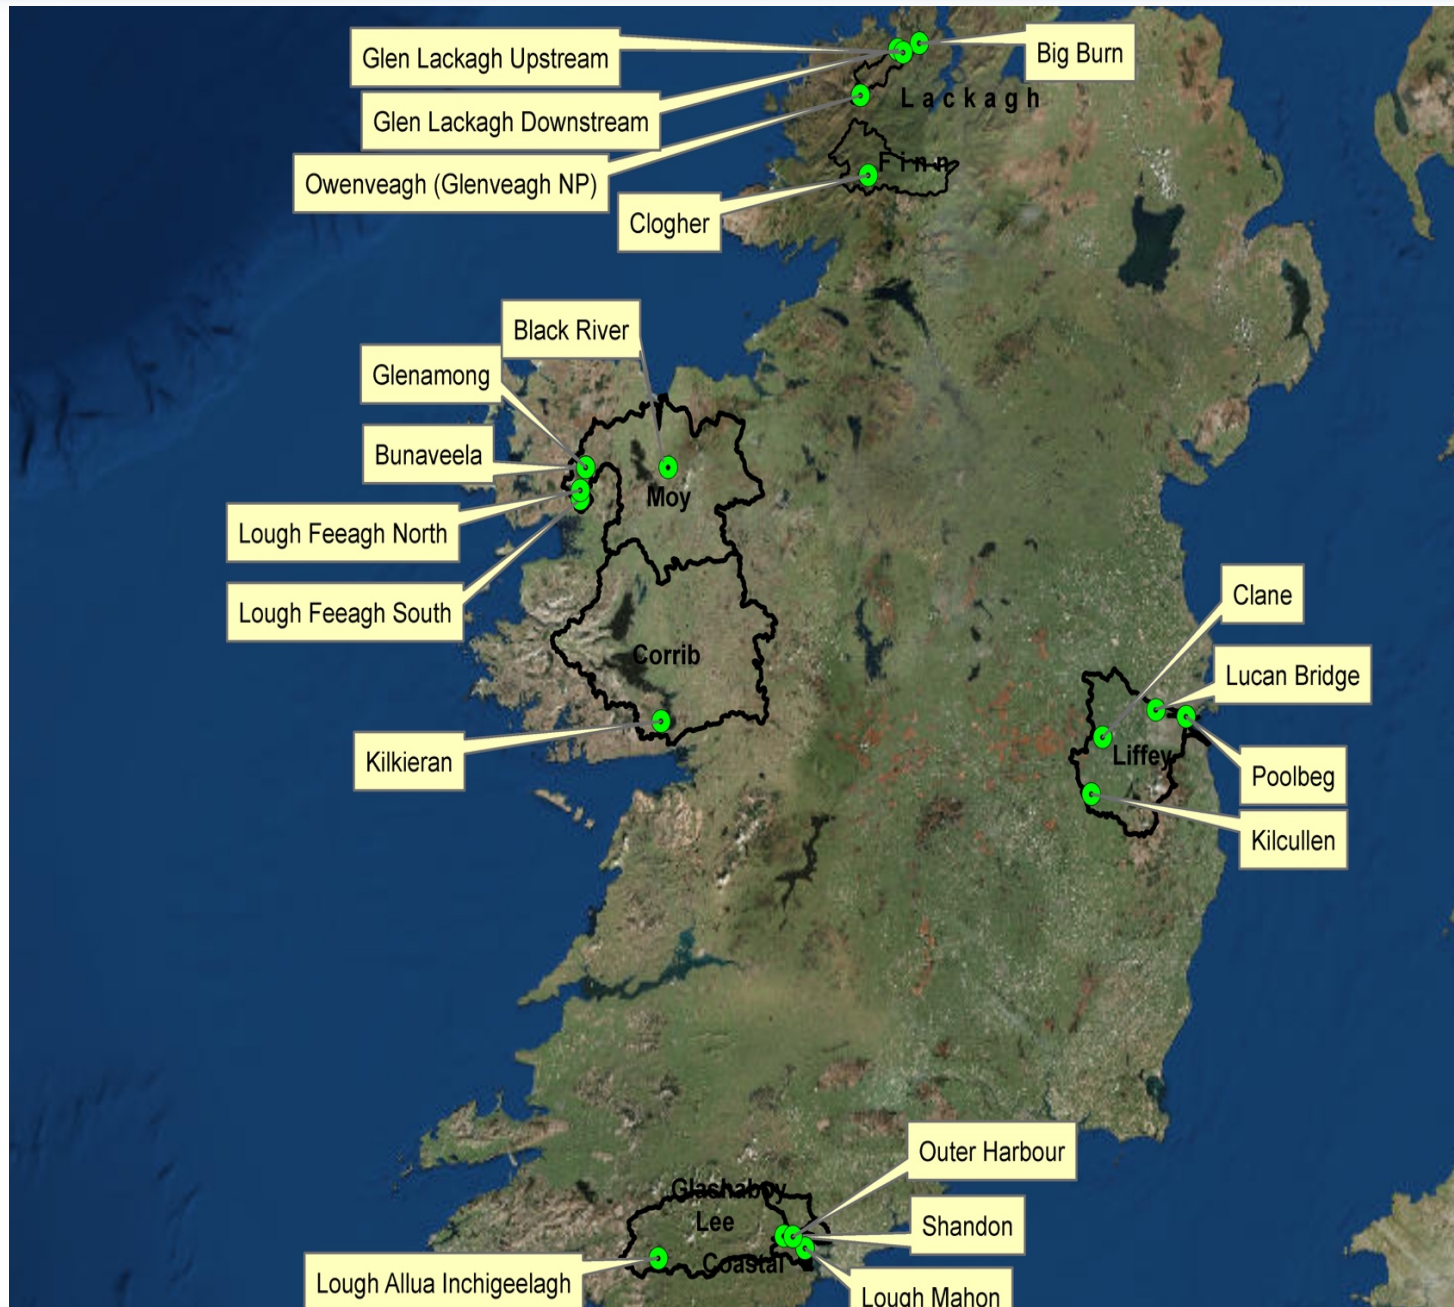 Glen Lackagh Upstream
Big Burn
Glen Lackagh Downstream
Lackagh
Owenveagh (Glenveagh NP)
Finn
Clogher
Black River
Glenamong
Bunaveela
Moy
Lough Feeagh North
Lough Feeagh South
Clane
Corrib
Lucan Bridge
Kilkieran
Liffey
Poolbeg
Kilcullen
Outer Harbour
Glashaboy
Lee
Shandon
Coastal
Lough Allua Inchigeelagh
Lough Mahon